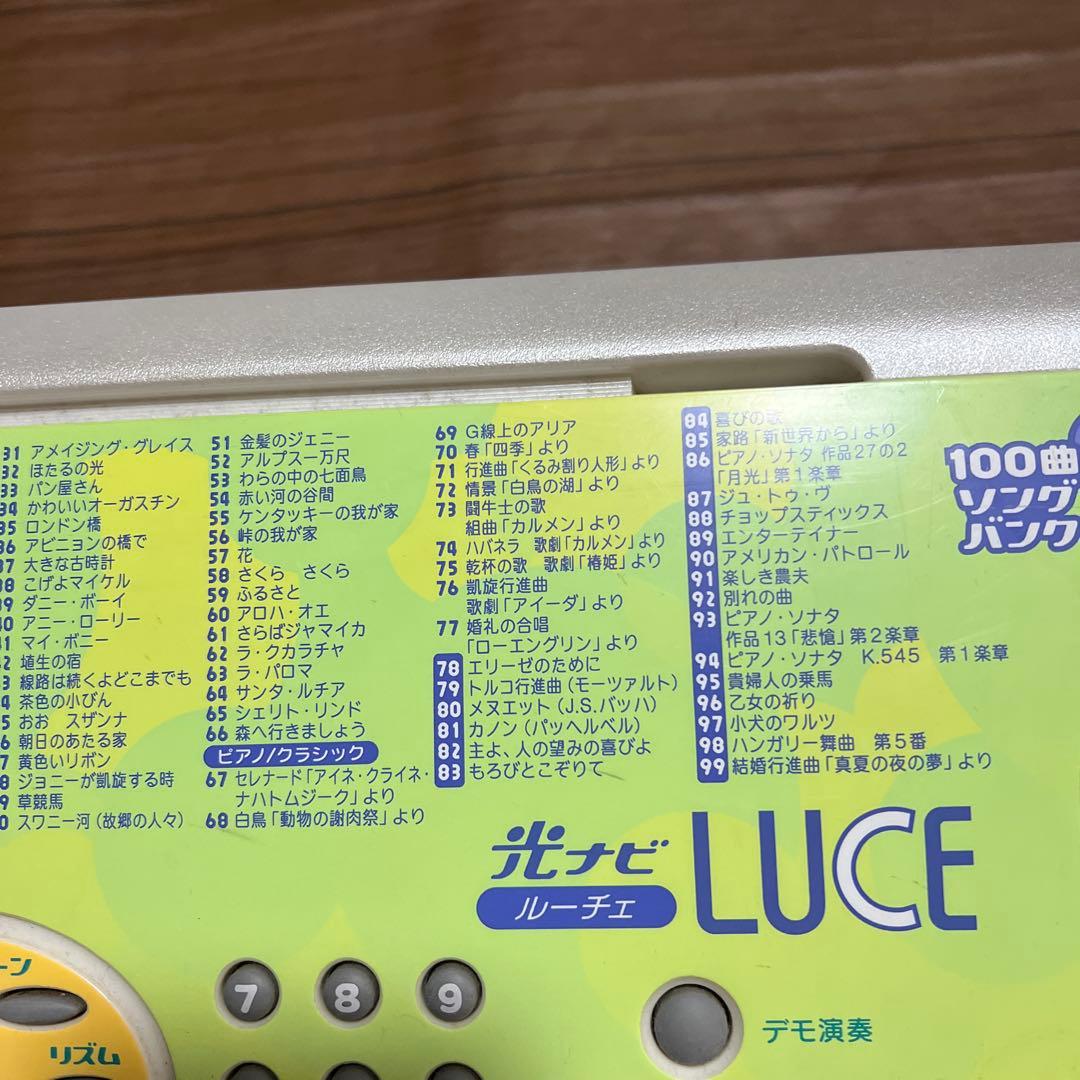 31 アメイジング・グレイス
32 ほたるの光
33 パン屋さん
34 かわいいオーガスチン
35 ロンドン橋
36 アビニョンの橋で
37 大きな古時計
38 こげよマイケル
39 ダニー・ボーイ
40 アニー・ローリー
41 マイ・ボニー
2 埴生の宿
3 線路は続くよどこまでも
4 茶色の小びん
5 おお スザンナ
6 朝日のあたる家
7 黄色いリボン
8 ジョニーが凱旋する時
9 草競馬
0 スワニー河（故郷の人々）
51 金髪のジェニー
52 アルプス一万尺
53 わらの中の七面鳥
54 赤い河の谷間
55 ケンタッキーの我が家
56 峠の我が家
57 花
58 さくら さくら
59 ふるさと
60 アロハ・オエ
61 さらばジャマイカ
62 ラ・クカラチャ
63 ラ・パロマ
64 サンタ・ルチア
65 シェリト・リンド
66 森へ行きましょう
ピアノ/クラシック
67 セレナード「アイネ・クライネ・
ナハトムジーク」より
68 白鳥「動物の謝肉祭」より
69 G線上のアリア
70 春「四季」より
71 行進曲「くるみ割り人形」より
72 情景「白鳥の湖」より
73 闘牛士の歌
組曲「カルメン」より
74 ハバネラ 歌劇「カルメン」より
75 乾杯の歌 歌劇「椿姫」より
76 凱旋行進曲
歌劇「アイーダ」より
77 婚礼の合唱
「ローエングリン」より
78 エリーゼのために
79 トルコ行進曲（モーツァルト）
80 メヌエット（J.S.バッハ）
81 カノン（パッヘルベル）
82 主よ、人の望みの喜びよ
83 もろびとこぞりて
84 喜びの歌
85 家路「新世界から」より
86 ピアノ・ソナタ 作品27の2
「月光」第1楽章
87 ジュ・トゥ・ヴ
88 チョップスティックス
89 エンターテイナー
90 アメリカン・パトロール
91 楽しき農夫
92 別れの曲
93 ピアノ・ソナタ
作品13「悲愴」第2楽章
94 ピアノ・ソナタ K.545 第1楽章
95 貴婦人の乗馬
96 乙女の祈り
97 小犬のワルツ
98 ハンガリー舞曲 第5番
99 結婚行進曲「真夏の夜の夢」より
100曲
ソング
バンク
光ナビ
ルーチェ
LUCE
ーン
リズム
7
8
9
デモ演奏